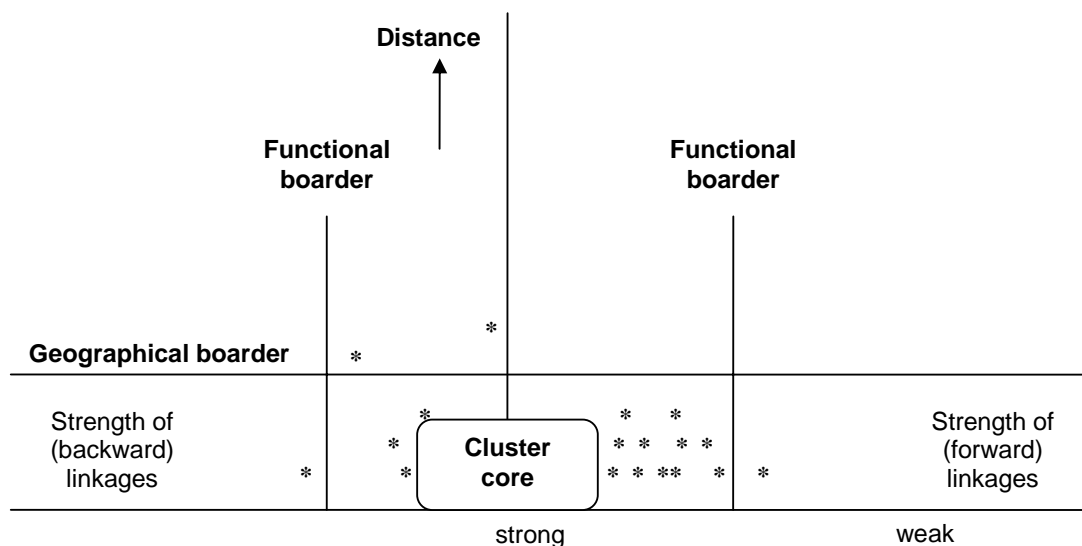 Distance
Functional
boarder
Functional
boarder
Geographical boarder
Strength of
(backward)
linkages
Cluster
core
Strength of
(forward)
linkages
strong
weak